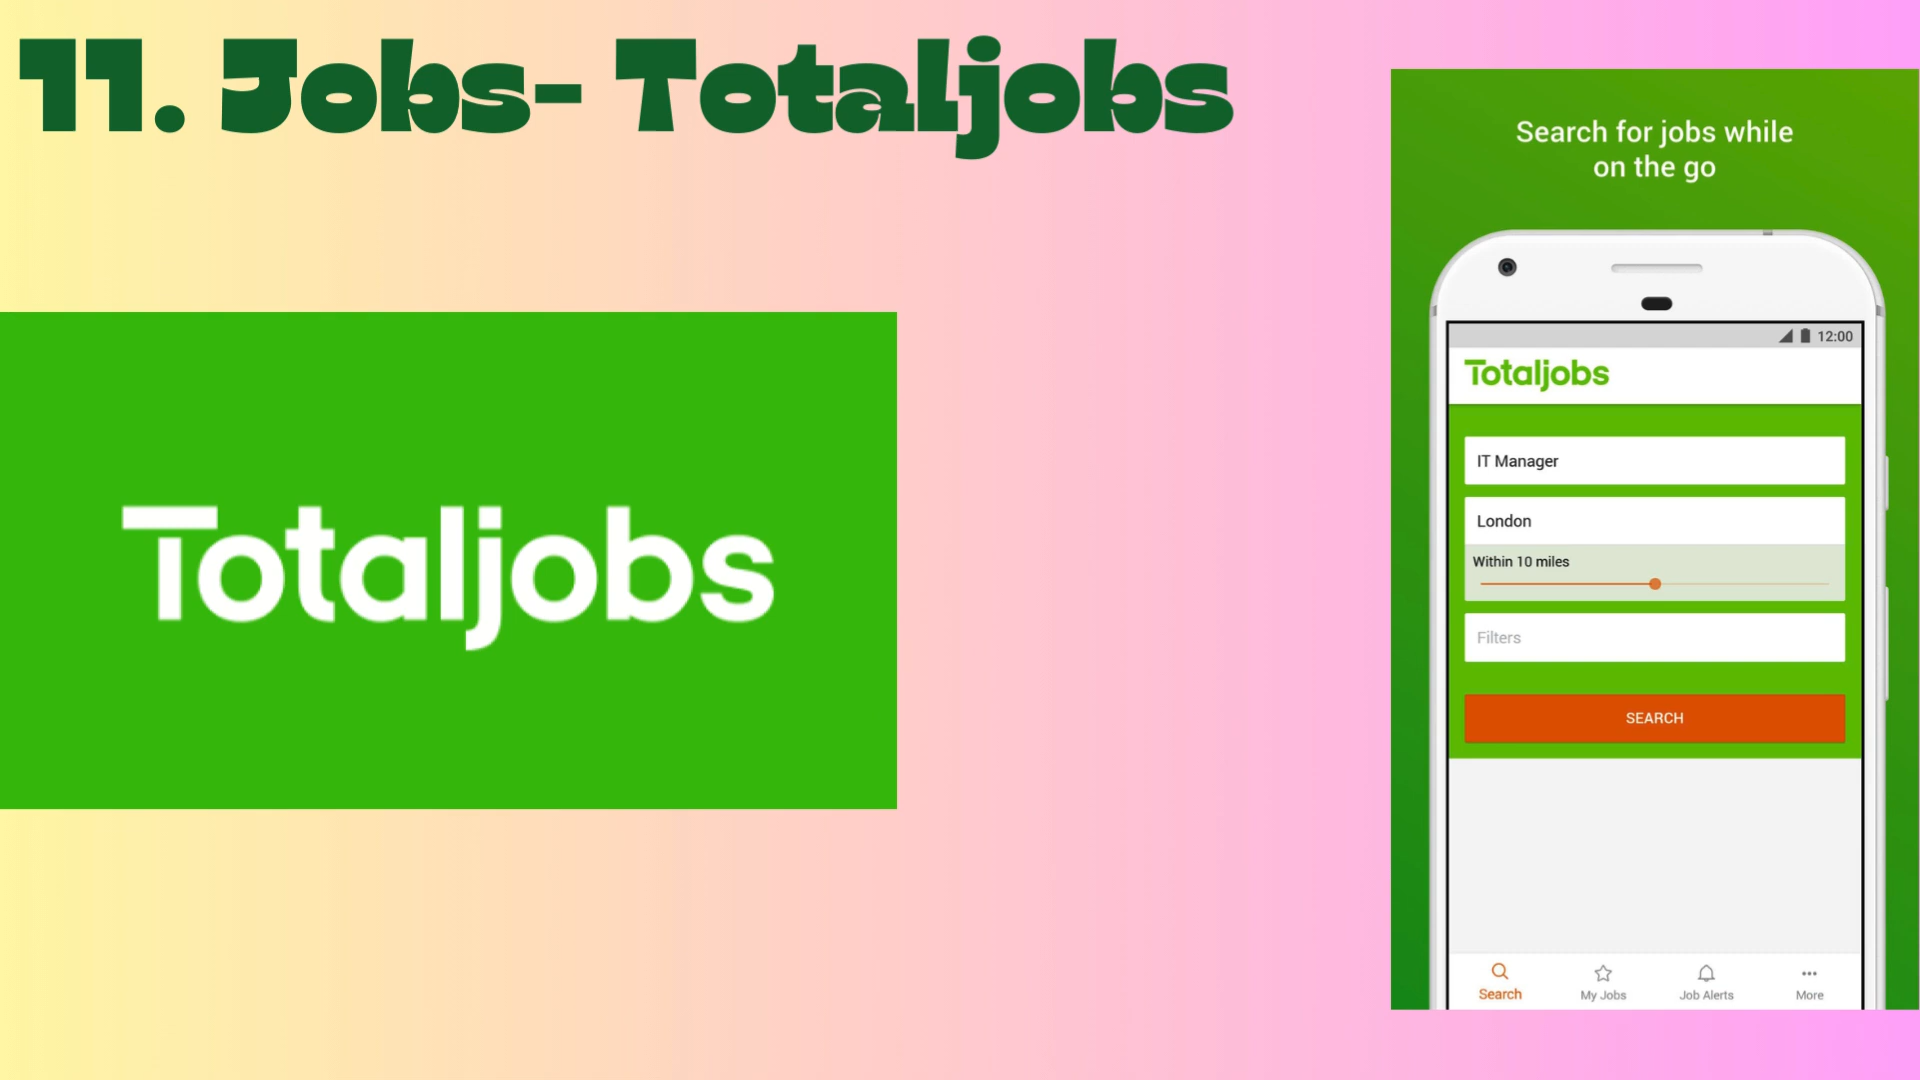 11. Jobs- Totaljobs
Totaljobs
Search for jobs while
on the go
12:00
Totaljobs
IT Manager
London
Within 10 miles
Filters
SEARCH
Search
My Jobs
Job Alerts
More